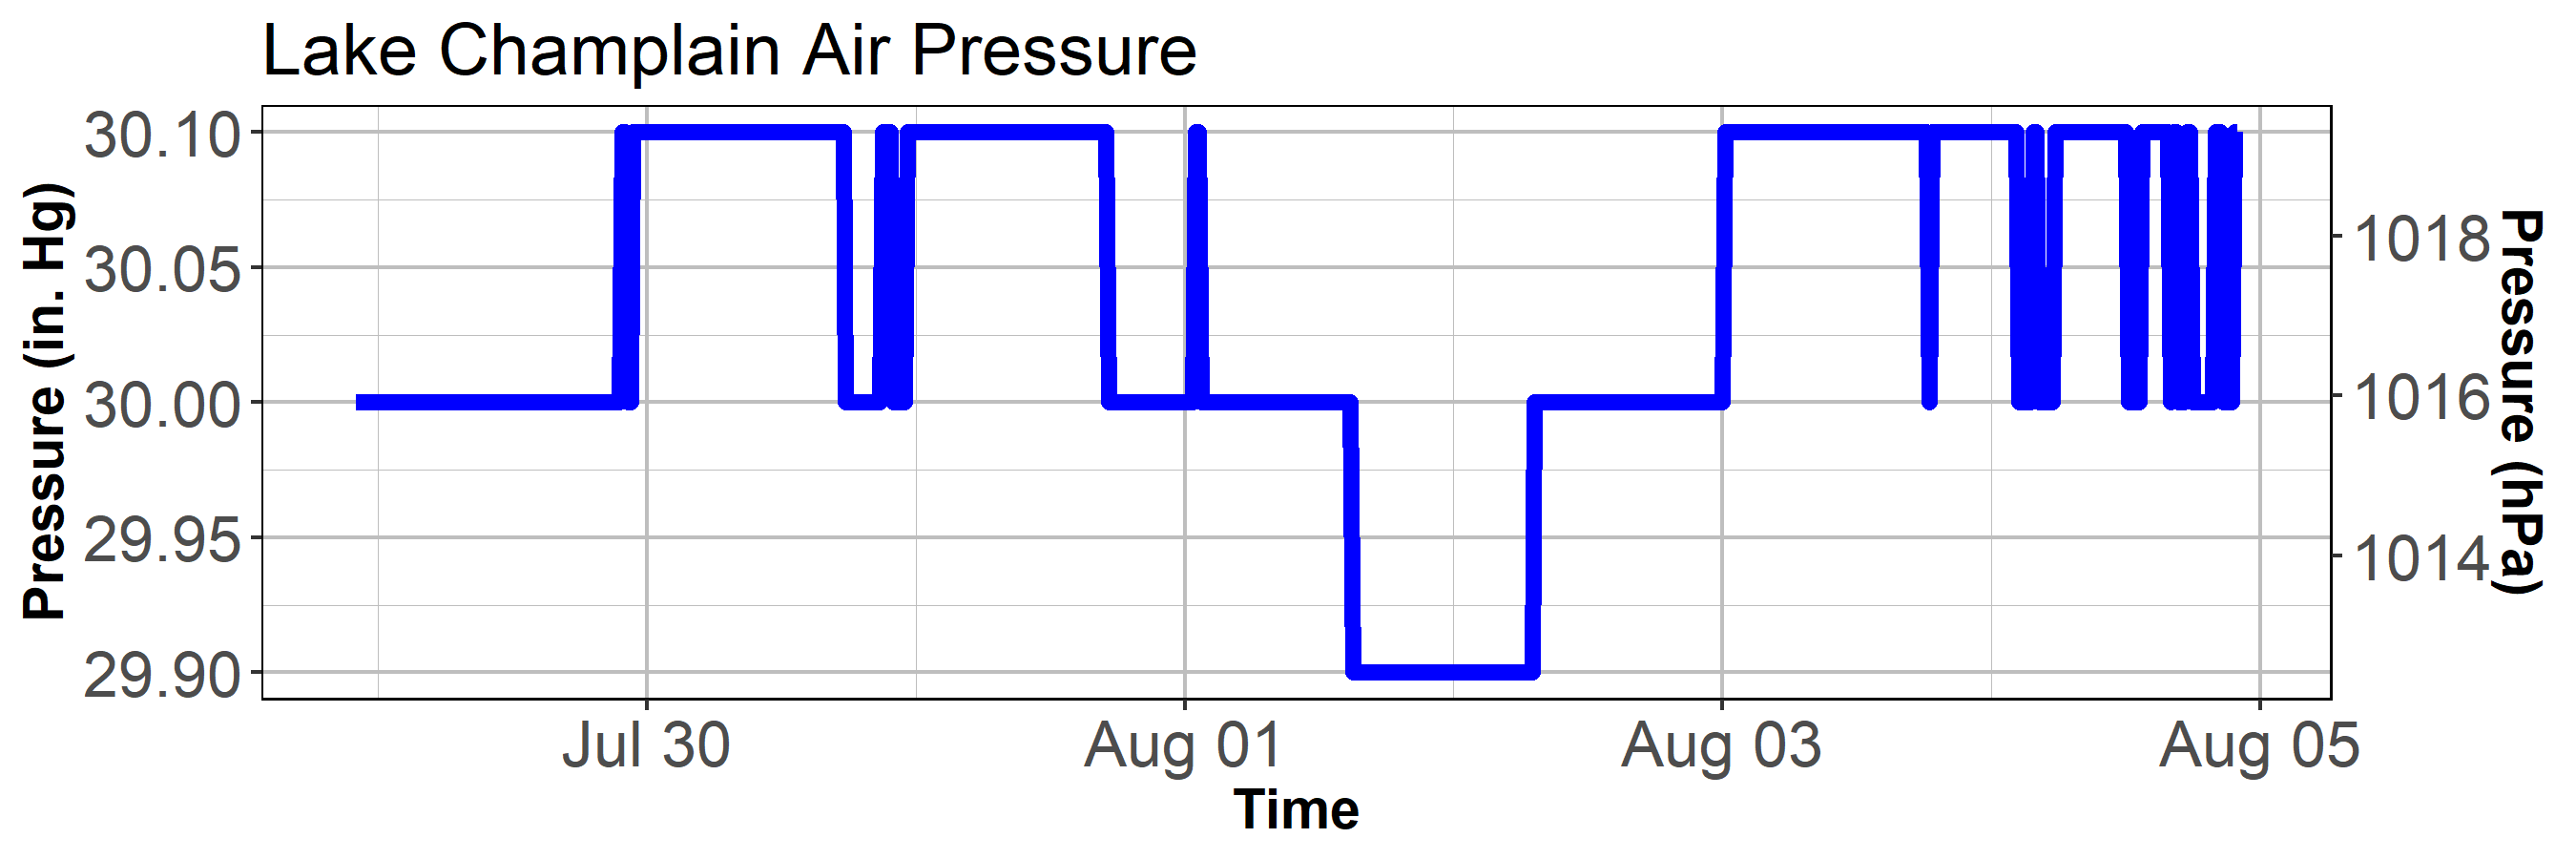 Lake Champlain Air Pressure
Pressure (in. Hg)
30.10
30.05
30.00
29.95
29.90
1018
1016
1014
Pressure (hPa)
Jul 30
Aug 01
Aug 03
Aug 05
Time